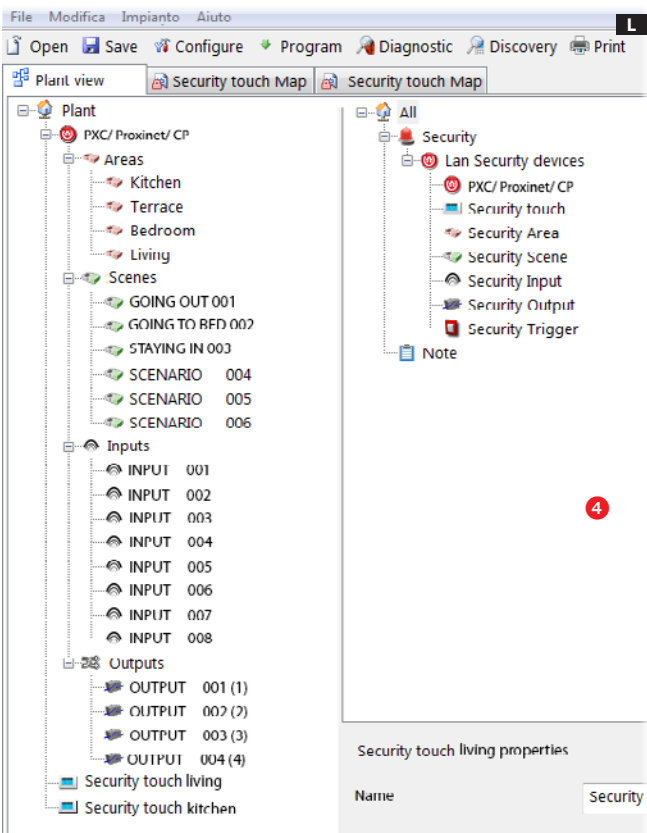 File Modifica Impianto Aiuto
L
Open Save Configure Program Diagnostic Discovery Print
Plant view Security touch Map Security touch Map
Plant
PXC/ Proxinet/ CP
Areas
Kitchen
Terrace
Bedroom
Living
Scenes
GOING OUT 001
GOING TO BED 002
STAYING IN 003
SCENARIO 004
SCENARIO 005
SCENARIO 006
Inputs
INPUT 001
INPUT 002
INPUT 003
INPUT 004
INPUT 005
INPUT 006
INPUT 007
INPUT 008
Outputs
OUTPUT 001 (1)
OUTPUT 002 (2)
OUTPUT 003 (3)
OUTPUT 004 (4)
Security touch living
Security touch kitchen
All
Security
Lan Security devices
PXC/ Proxinet/ CP
Security touch
Security Area
Security Scene
Security Input
Security Output
Security Trigger
Note
4
Security touch living properties
Name Security